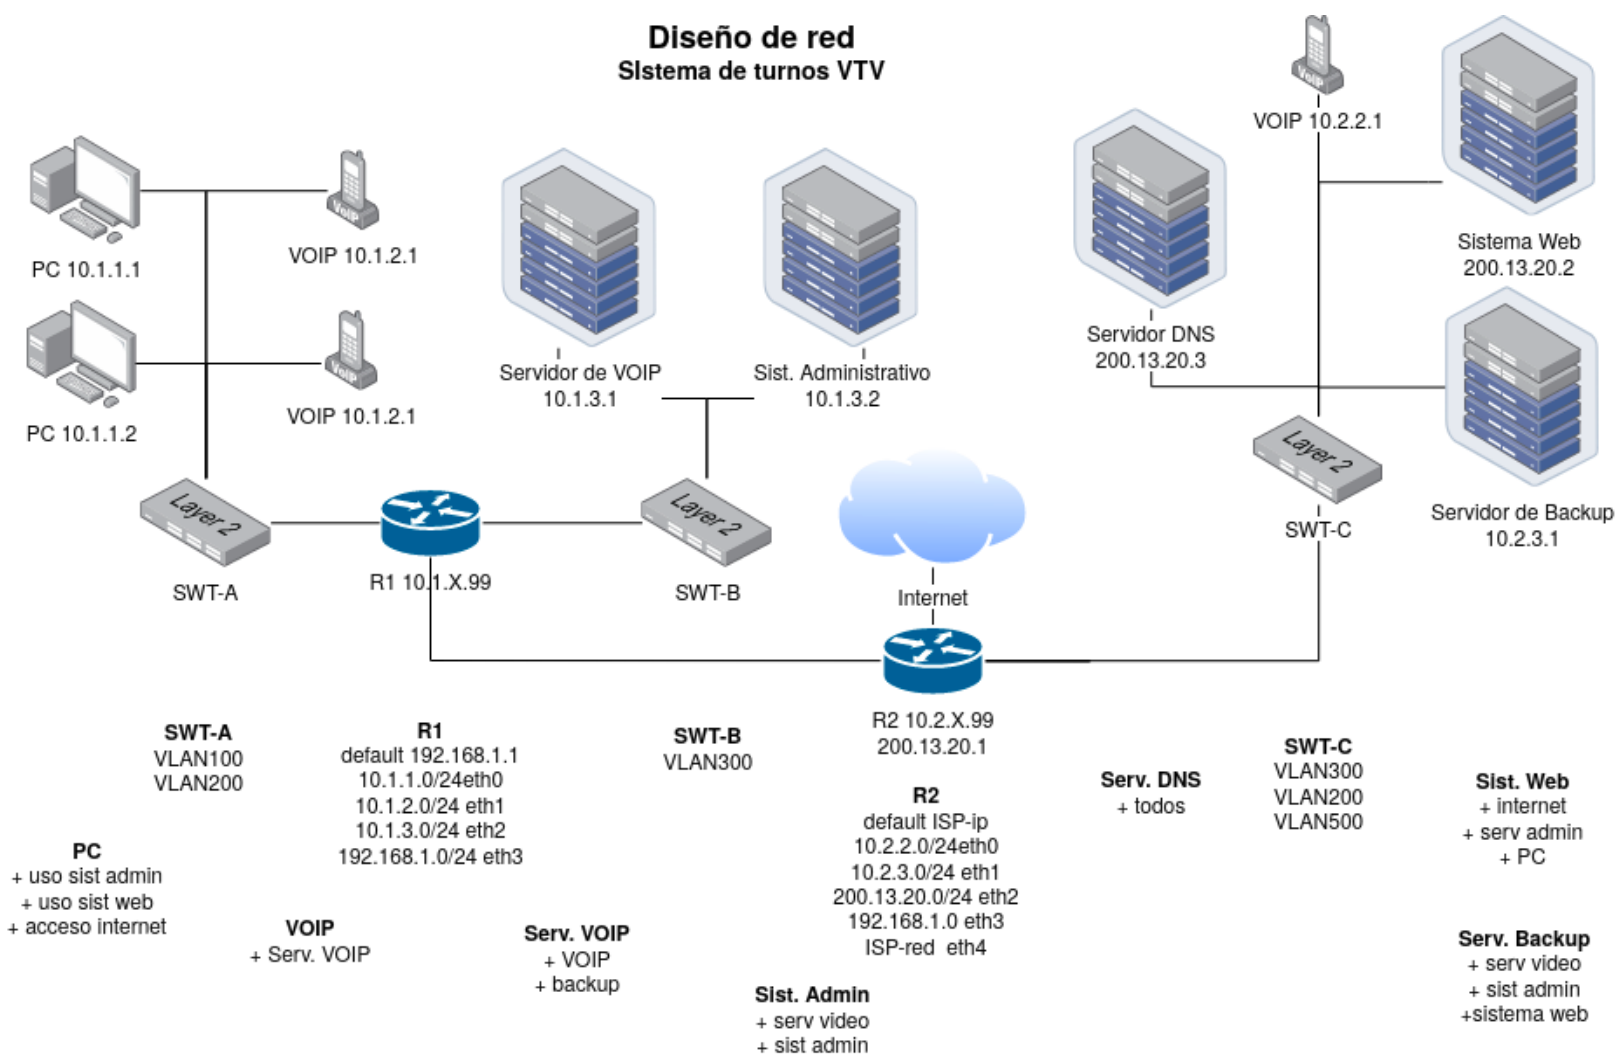 Diseño de red
SIstema de turnos VTV
VoIP
VOIP 10.2.2.1
Sistema Web
200.13.20.2
PC 10.1.1.1
VoIP
VOIP 10.1.2.1
Servidor DNS
200.13.20.3
PC 10.1.1.2
VoIP
VOIP 10.1.2.1
Servidor de VOIP
10.1.3.1
Sist. Administrativo
10.1.3.2
Layer 2
SWT-A
R1 10.1.X.99
Layer 2
SWT-B
Internet
Layer 2
SWT-C
Servidor de Backup
10.2.3.1
R2 10.2.X.99
200.13.20.1
SWT-A
VLAN100
VLAN200
R1
default 192.168.1.1
10.1.1.0/24eth0
10.1.2.0/24 eth1
10.1.3.0/24 eth2
192.168.1.0/24 eth3
SWT-B
VLAN300
R2
default ISP-ip
10.2.2.0/24eth0
10.2.3.0/24 eth1
200.13.20.0/24 eth2
192.168.1.0 eth3
ISP-red eth4
Serv. DNS
+ todos
SWT-C
VLAN300
VLAN200
VLAN500
Sist. Web
+ internet
+ serv admin
+ PC
PC
+ uso sist admin
+ uso sist web
+ acceso internet
VOIP
+ Serv. VOIP
Serv. VOIP
+ VOIP
+ backup
Sist. Admin
+ serv video
+ sist admin
Serv. Backup
+ serv video
+ sist admin
+sistema web